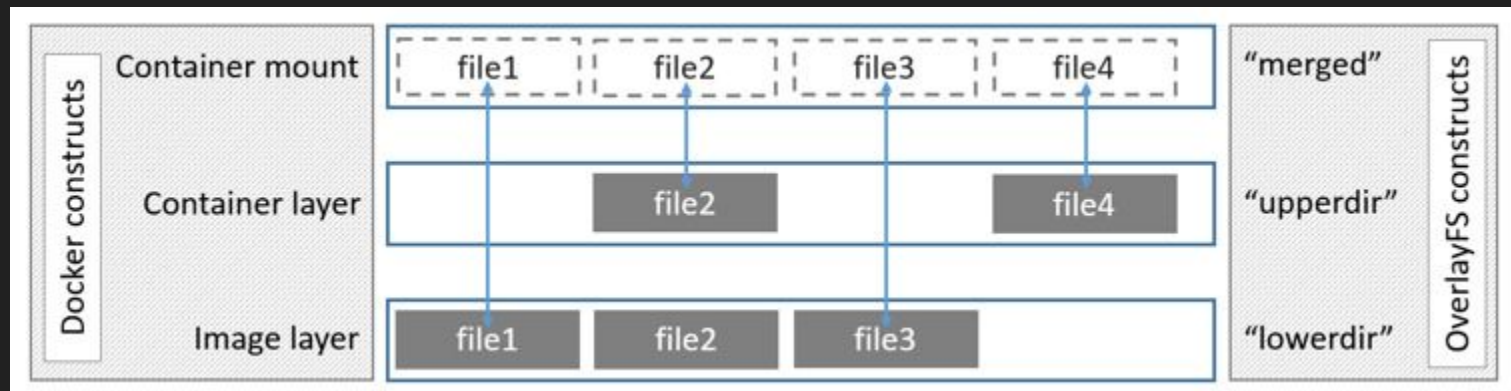 Docker constructs
Container mount
file1
file2
file3
file4
“merged”
Container layer
file2
file4
“upperdir”
Image layer
file1
file2
file3
“lowerdir”
OverlayFS constructs